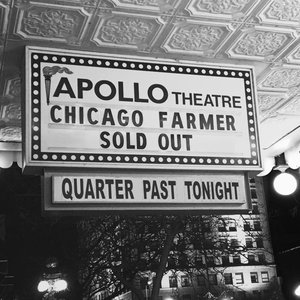 APOLLO THEATRE
CHICAGO FARMER
SOLD OUT
QUARTER PAST TONIGHT